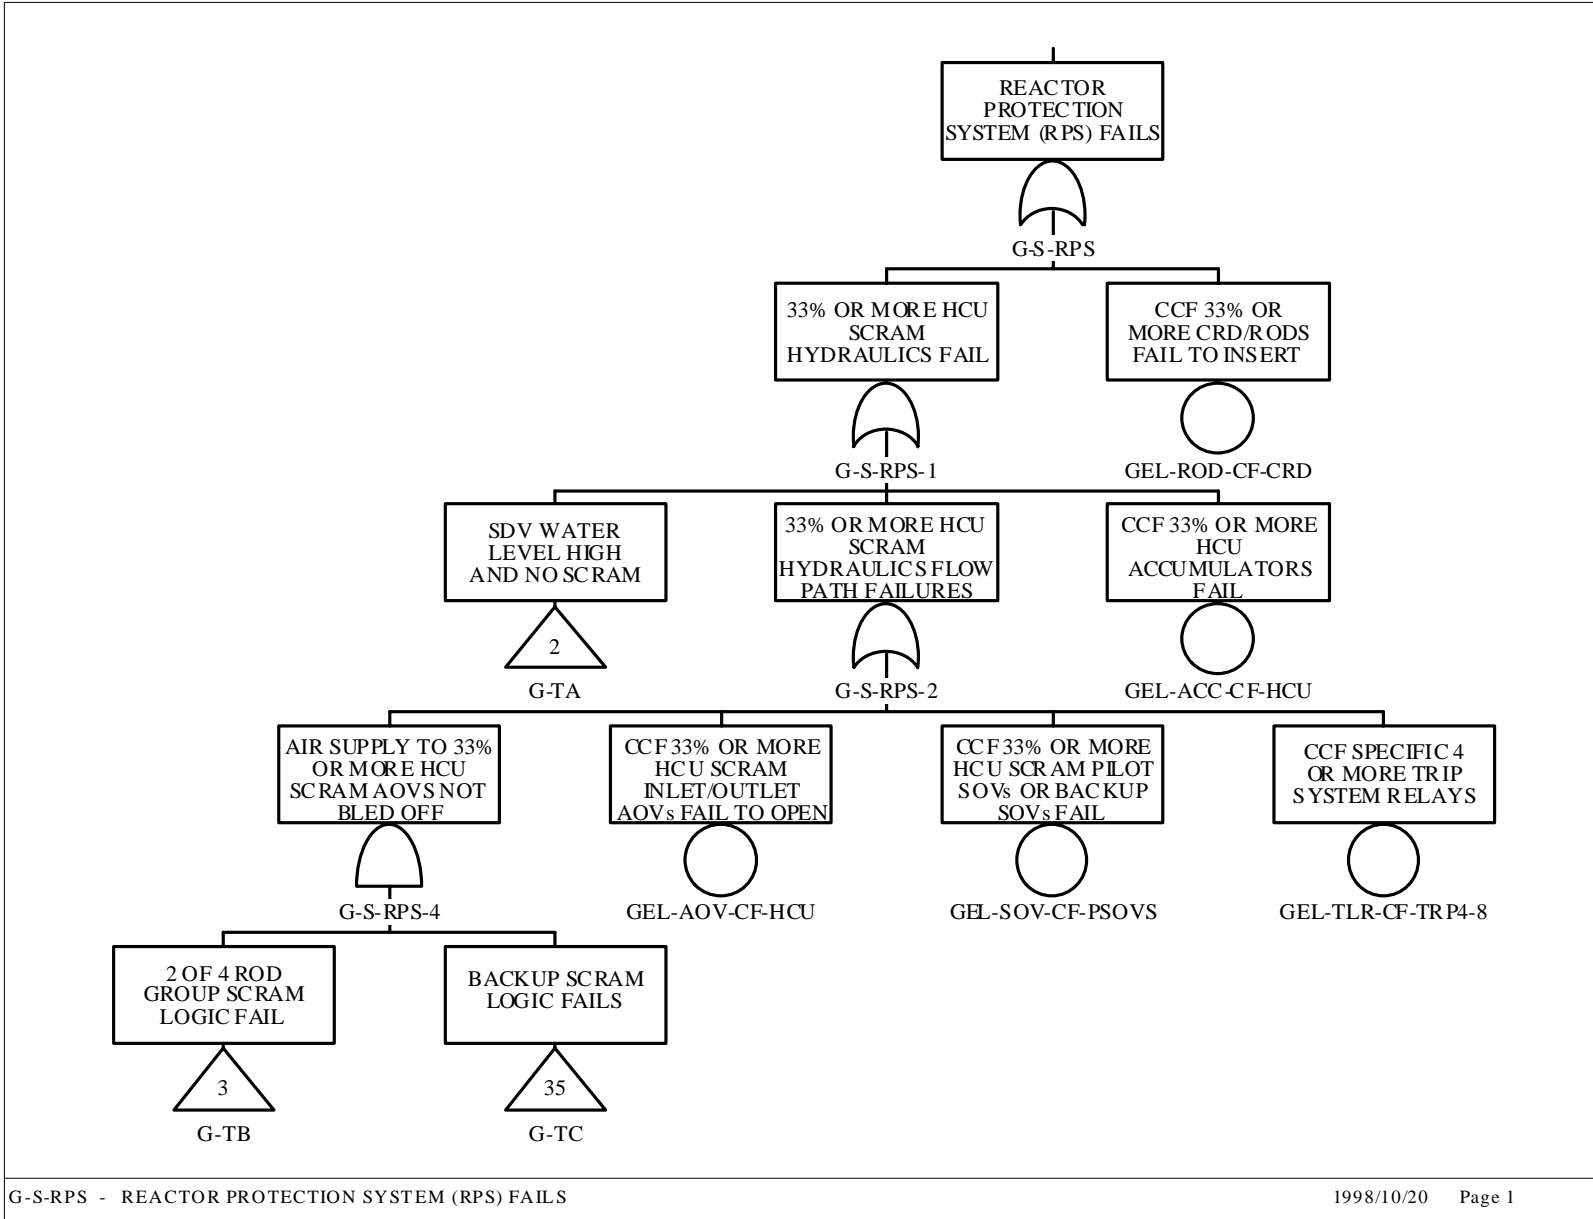 REACTOR
PROTECTION
SYSTEM (RPS) FAILS
G-S-RPS
33% OR MORE HCU
SCRAM
HYDRAULICS FAIL
G-S-RPS-1
CCF 33% OR
MORE CRD/RODS
FAIL TO INSERT
GEL-ROD-CF-CRD
SDV WATER
LEVEL HIGH
AND NO SCRAM
2
G-TA
33% OR MORE HCU
SCRAM
HYDRAULICS FLOW
PATH FAILURES
G-S-RPS-2
CCF 33% OR MORE
HCU
ACCUMULATORS
FAIL
GEL-ACC-CF-HCU
AIR SUPPLY TO 33%
OR MORE HCU
SCRAM AOVS NOT
BLED OFF
G-S-RPS-4
CCF 33% OR MORE
HCU SCRAM
INLET/OUTLET
AOVs FAIL TO OPEN
GEL-AOV-CF-HCU
CCF 33% OR MORE
HCU SCRAM PILOT
SOVs OR BACKUP
SOVs FAIL
GEL-SOV-CF-PSOVS
CCF SPECIFIC 4
OR MORE TRIP
SYSTEM RELAYS
GEL-TLR-CF-TRP4-8
2 OF 4 ROD
GROUP SCRAM
LOGIC FAIL
3
G-TB
BACKUP SCRAM
LOGIC FAILS
35
G-TC
G-S-RPS - REACTOR PROTECTION SYSTEM (RPS) FAILS
1998/10/20 Page 1